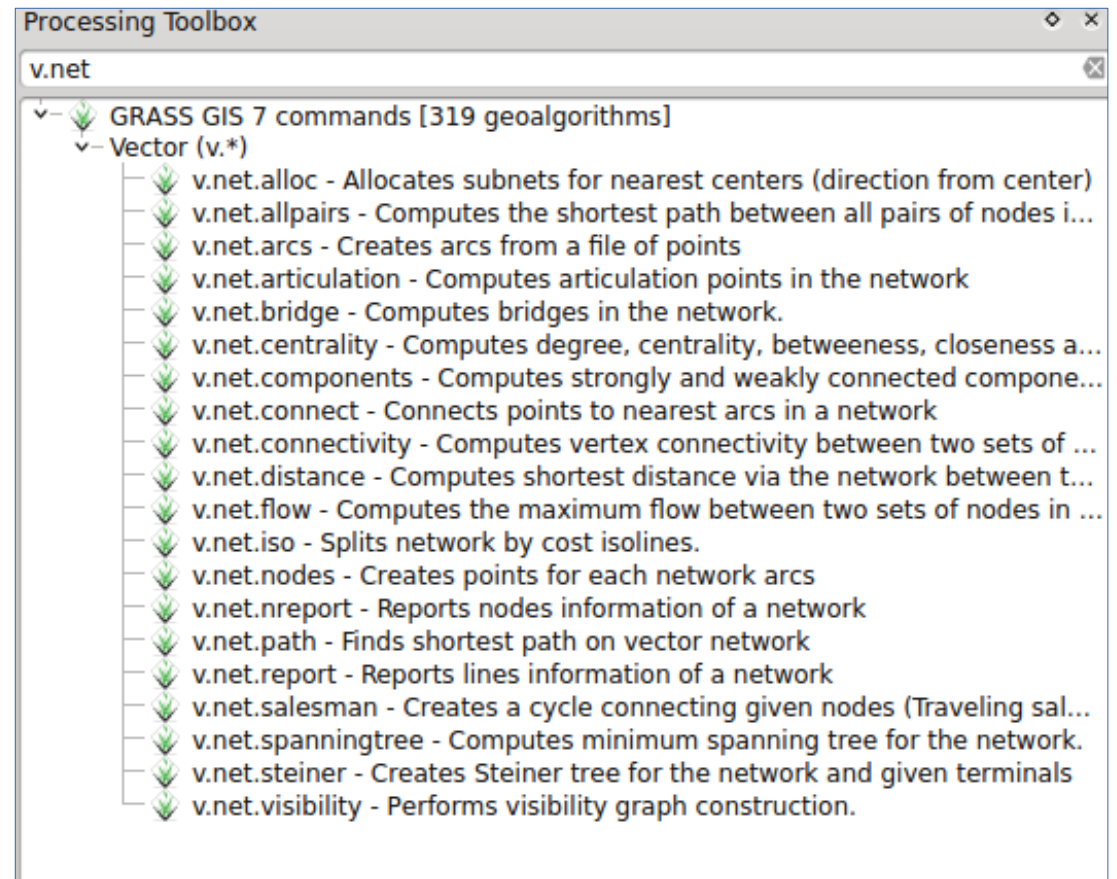 Processing Toolbox
v.net
GRASS GIS 7 commands [319 geoalgorithms]
Vector (v.*)
v.net.alloc - Allocates subnets for nearest centers (direction from center)
v.net.allpairs - Computes the shortest path between all pairs of nodes i...
v.net.arcs - Creates arcs from a file of points
v.net.articulation - Computes articulation points in the network
v.net.bridge - Computes bridges in the network.
v.net.centrality - Computes degree, centrality, betweeness, closeness a...
v.net.components - Computes strongly and weakly connected compone...
v.net.connect - Connects points to nearest arcs in a network
v.net.connectivity - Computes vertex connectivity between two sets of ...
v.net.distance - Computes shortest distance via the network between t...
v.net.flow - Computes the maximum flow between two sets of nodes in ...
v.net.iso - Splits network by cost isolines.
v.net.nodes - Creates points for each network arcs
v.net.nreport - Reports nodes information of a network
v.net.path - Finds shortest path on vector network
v.net.report - Reports lines information of a network
v.net.salesman - Creates a cycle connecting given nodes (Traveling sal...
v.net.spanningtree - Computes minimum spanning tree for the network.
v.net.steiner - Creates Steiner tree for the network and given terminals
v.net.visibility - Performs visibility graph construction.